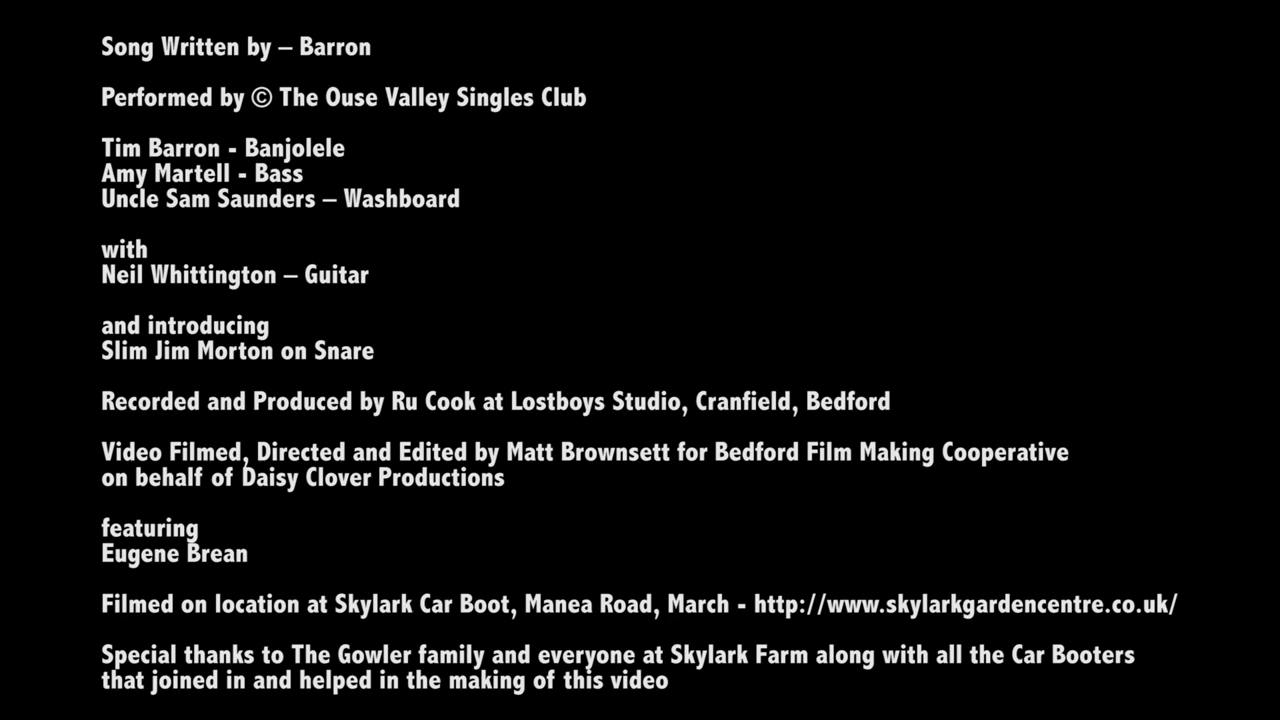 Song Written by – Barron
Performed by © The Ouse Valley Singles Club
Tim Barron - Banjolele
Amy Martell - Bass
Uncle Sam Saunders – Washboard
with
Neil Whittington – Guitar
and introducing
Slim Jim Morton on Snare
Recorded and Produced by Ru Cook at Lostboys Studio, Cranfield, Bedford
Video Filmed, Directed and Edited by Matt Brownsett for Bedford Film Making Cooperative
on behalf of Daisy Clover Productions
featuring
Eugene Brean
Filmed on location at Skylark Car Boot, Manea Road, March - http://www.skylarkgardencentre.co.uk/
Special thanks to The Gowler family and everyone at Skylark Farm along with all the Car Booters
that joined in and helped in the making of this video